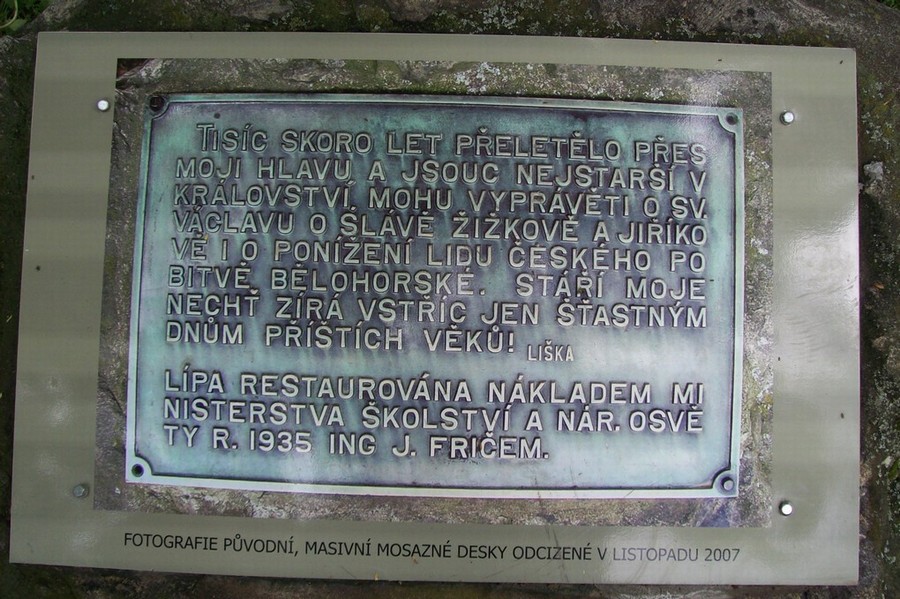 TISÍC SKORO LET PŘELETĚLO PŘES
MOJI HLAVU A JSOUC NEJSTARŠÍ V
KRÁLOVSTVÍ MOHU VYPRÁVĚTI O SV.
VÁCLAVU O SLÁVĚ ŽIŽKOVĚ A JIŘÍKO
VĚ I O PONÍŽENÍ LIDU ČESKÉHO PO
BITVĚ BĚLOHORSKÉ. STÁŘÍ MOJE
NECHŤ ZÍRÁ VSTŘÍC JEN ŠŤASTNÝM
DNŮM PŘÍŠTÍCH VĚKŮ! LIŠKA
LÍPA RESTAUROVÁNA NÁKLADEM MI
NISTERSTVA ŠKOLSTVÍ A NÁR. OSVĚ
TY R. 1935 ING J. FRIČEM.
FOTOGRAFIE PŮVODNÍ, MASIVNÍ MOSAZNÉ DESKY ODCIZENÉ V LISTOPADU 2007